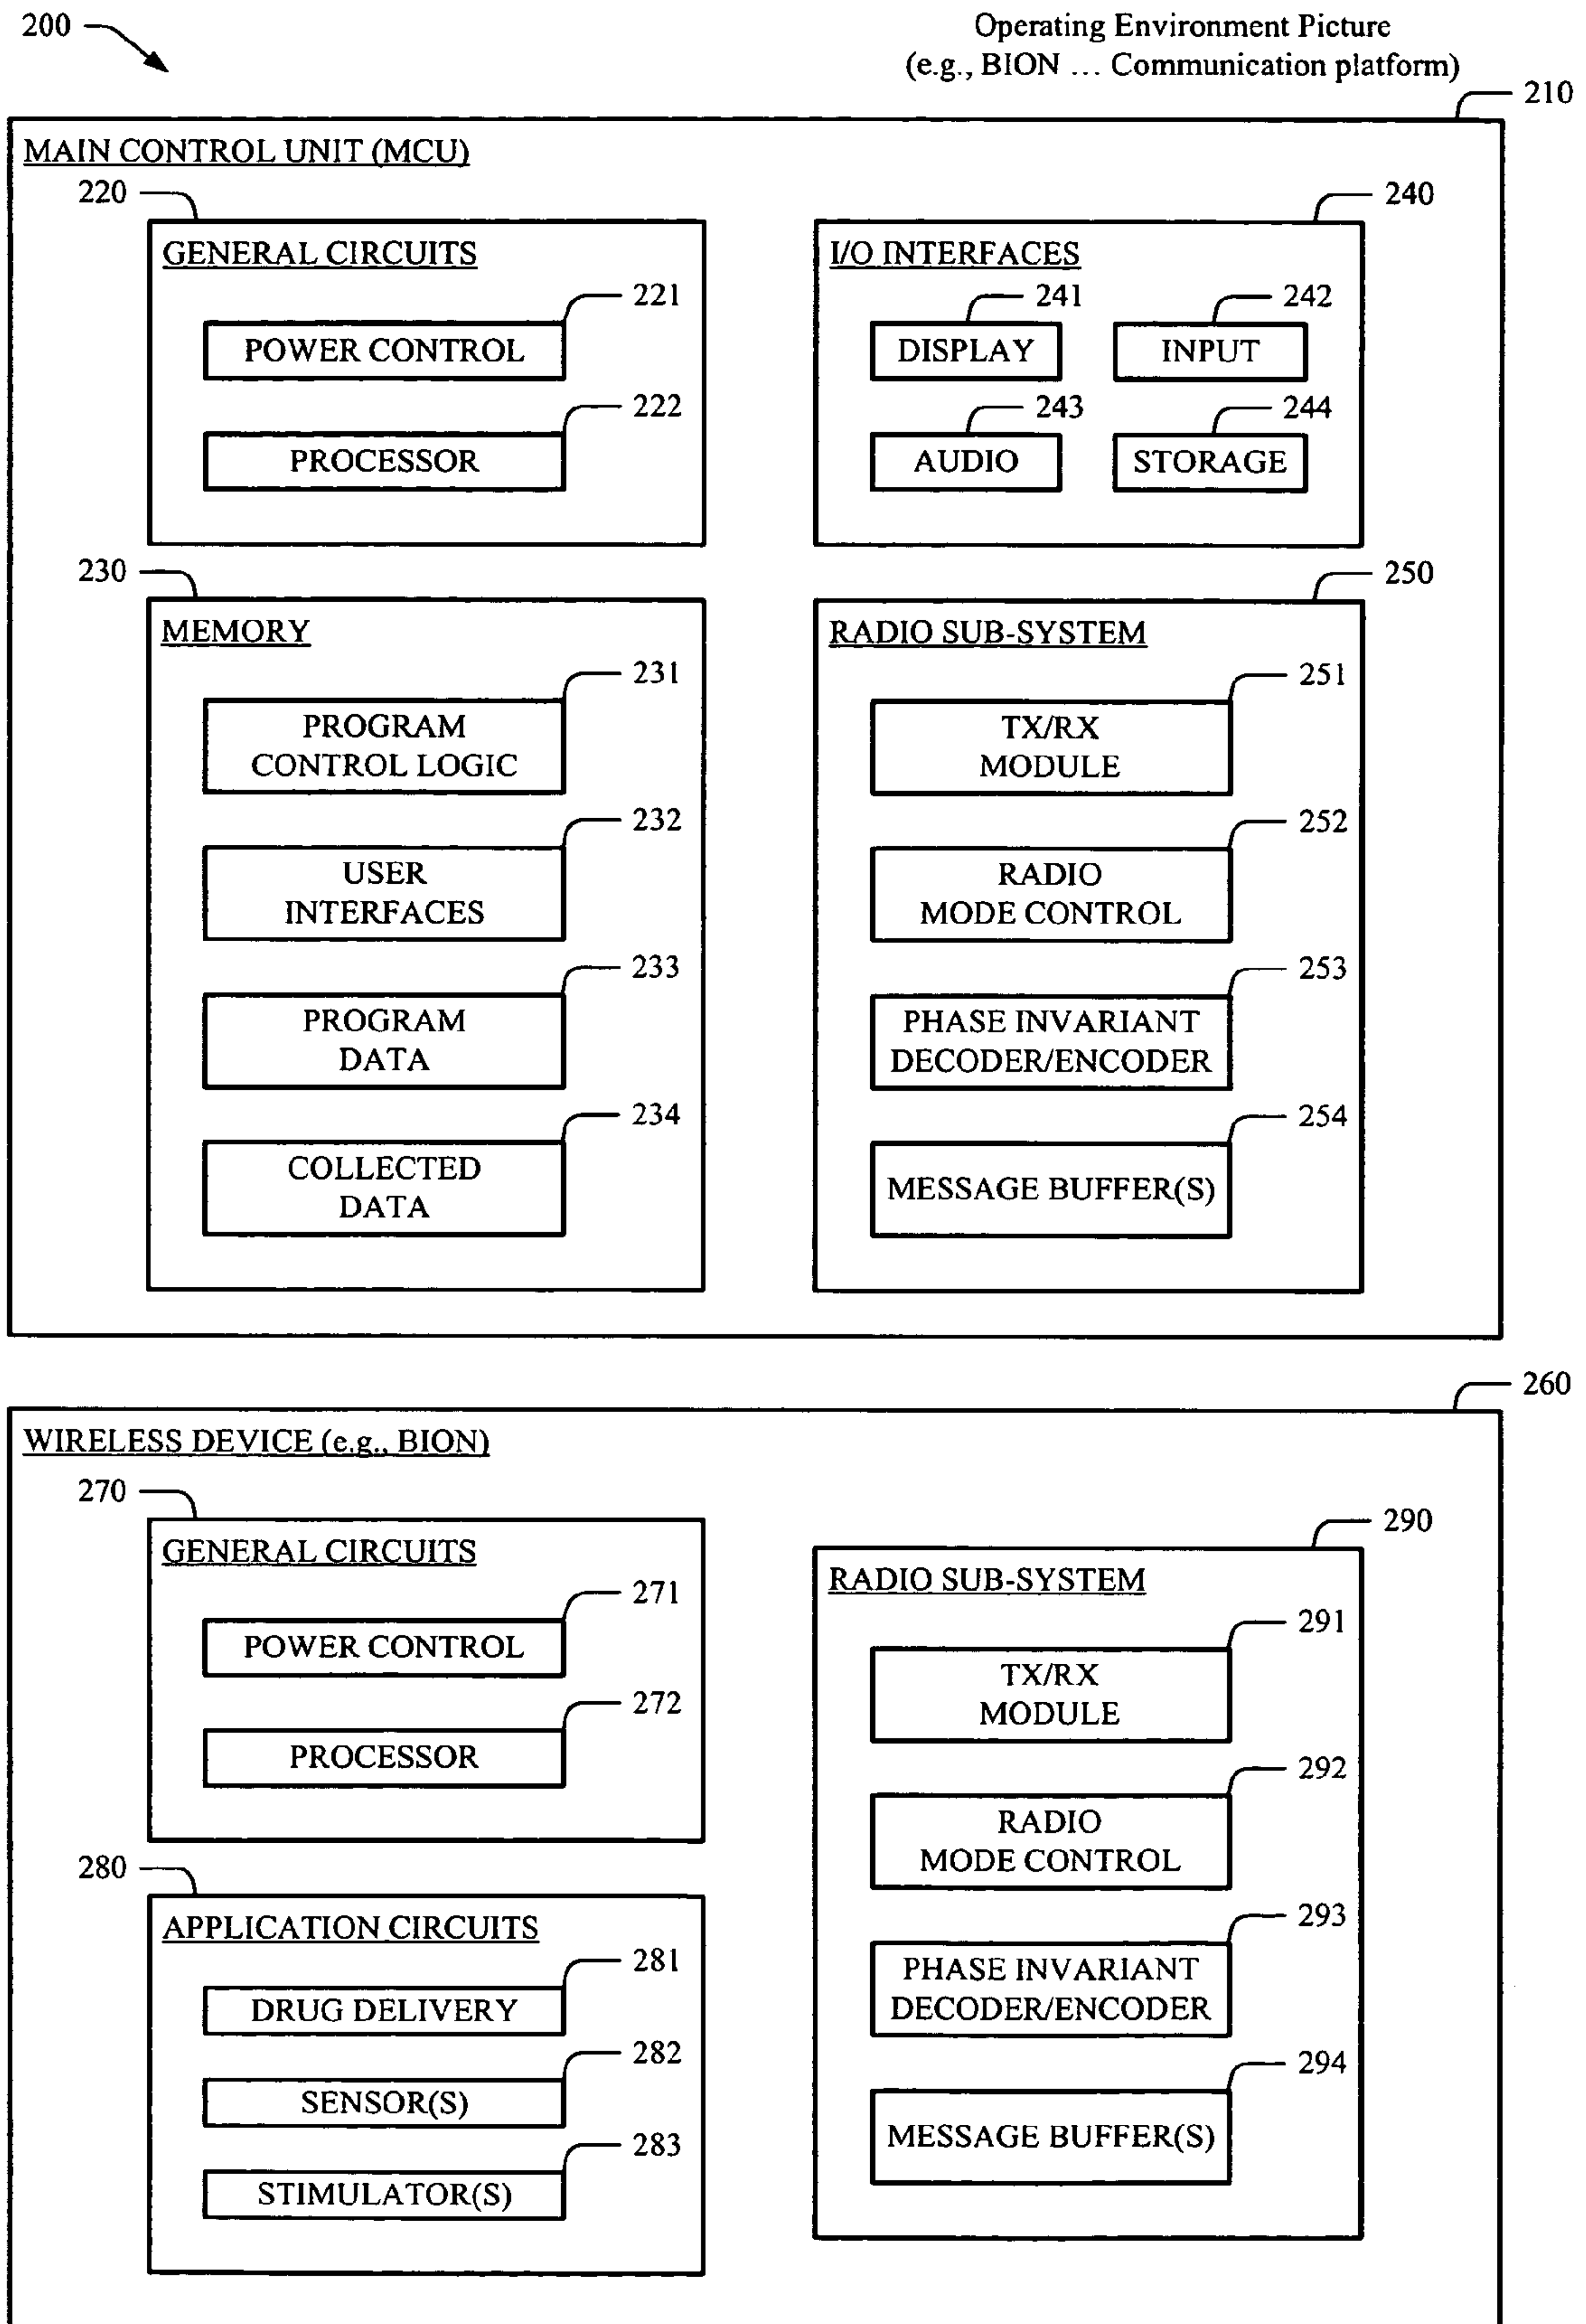 200
Operating Environment Picture
(e.g., BION ... Communication platform)
210
MAIN CONTROL UNIT (MCU)
220
GENERAL CIRCUITS
221
POWER CONTROL
222
PROCESSOR
240
I/O INTERFACES
241
DISPLAY
242
INPUT
243
AUDIO
244
STORAGE
230
MEMORY
231
PROGRAM
CONTROL LOGIC
232
USER
INTERFACES
233
PROGRAM
DATA
234
COLLECTED
DATA
250
RADIO SUB-SYSTEM
251
TX/RX
MODULE
252
RADIO
MODE CONTROL
253
PHASE INVARIANT
DECODER/ENCODER
254
MESSAGE BUFFER(S)
260
WIRELESS DEVICE (e.g., BION)
270
GENERAL CIRCUITS
271
POWER CONTROL
272
PROCESSOR
280
APPLICATION CIRCUITS
281
DRUG DELIVERY
282
SENSOR(S)
283
STIMULATOR(S)
290
RADIO SUB-SYSTEM
291
TX/RX
MODULE
292
RADIO
MODE CONTROL
293
PHASE INVARIANT
DECODER/ENCODER
294
MESSAGE BUFFER(S)